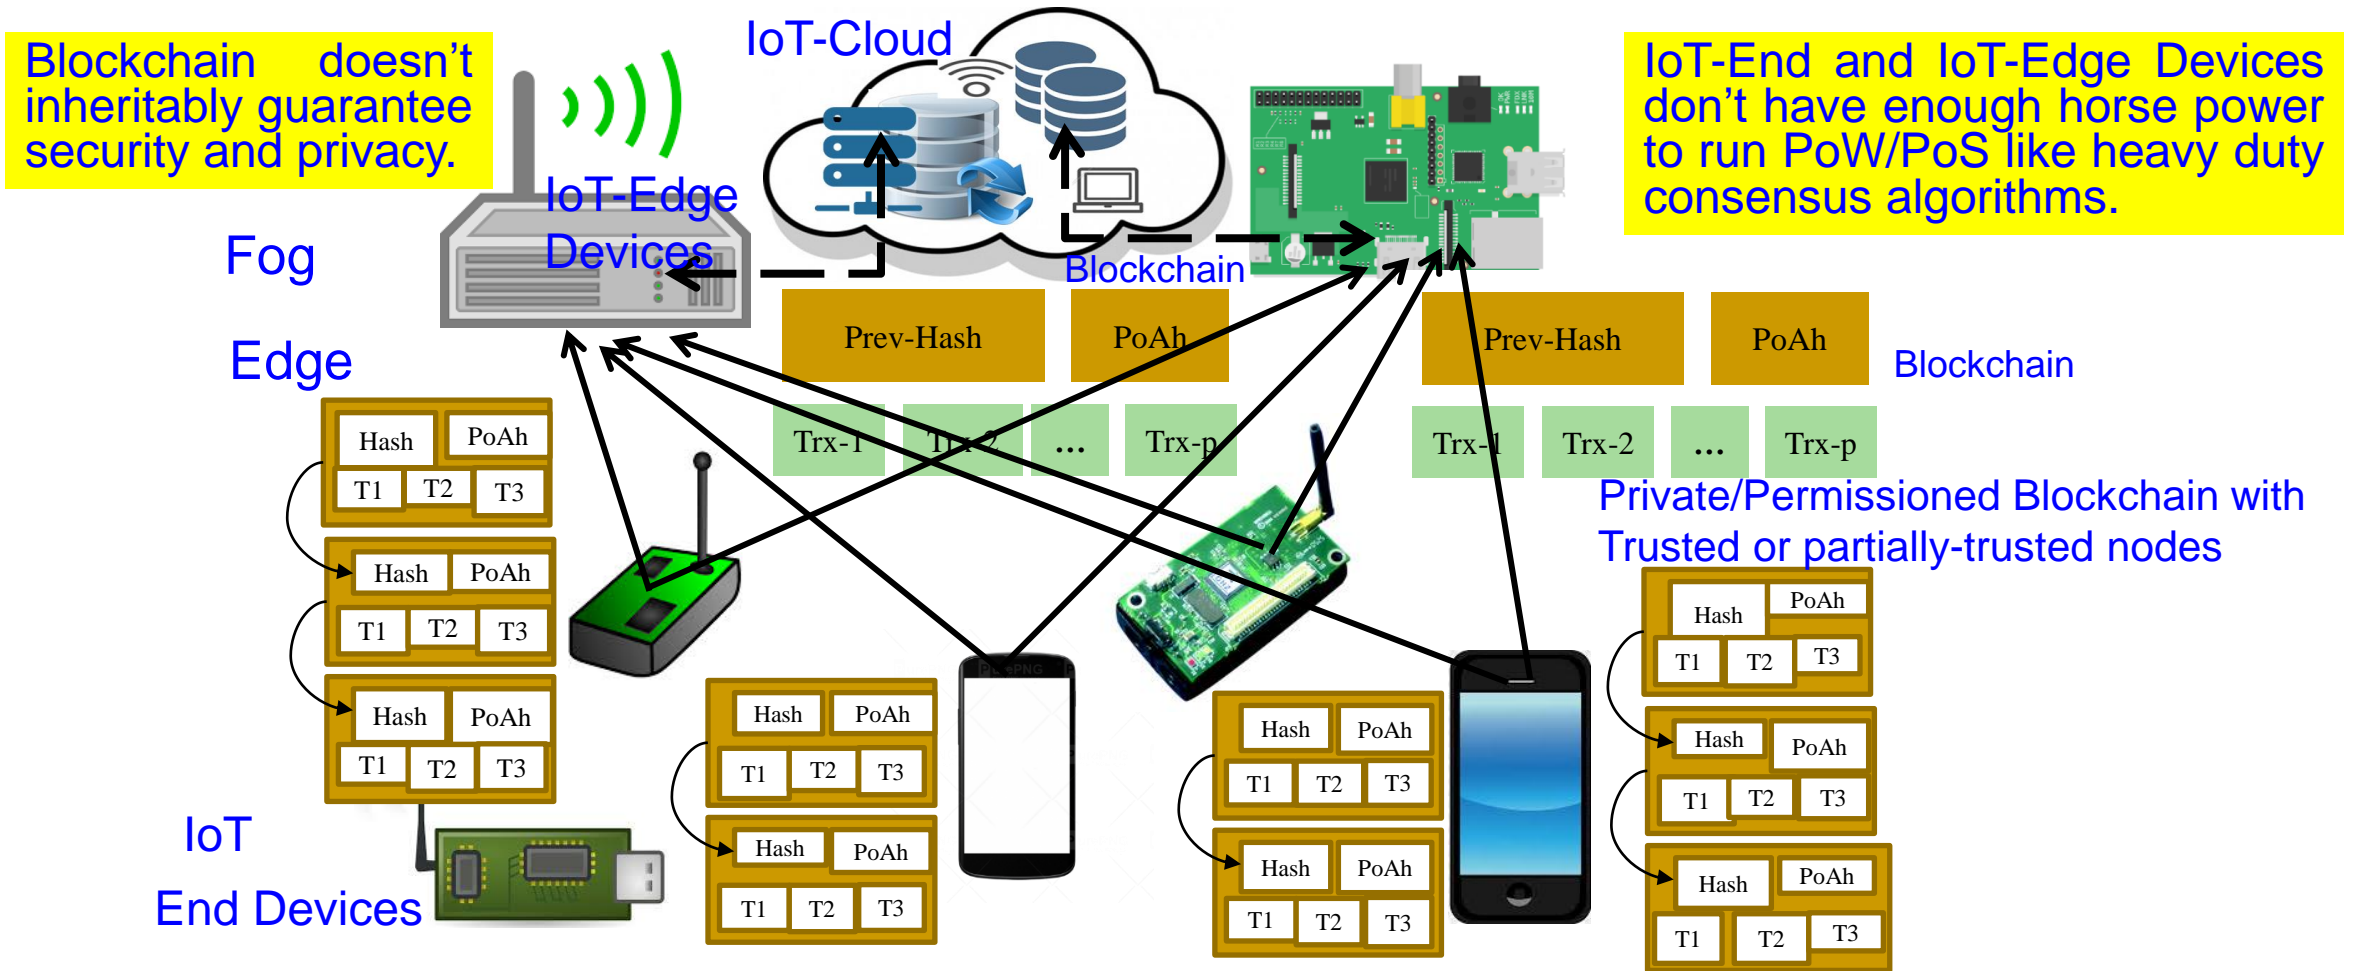 Blockchain doesn't
inheritably guarantee
security and privacy.
IoT-Cloud
IoT-End and IoT-Edge Devices
don't have enough horse power
to run PoW/PoS like heavy duty
consensus algorithms.
IoT-Edge
Devices
Fog
Edge
Blockchain
Prev-Hash PoAh
Prev-Hash PoAh
Blockchain
Trx-1 Trx-2 ... Trx-p
Trx-1 Trx-2 ... Trx-p
Private/Permissioned Blockchain with
Trusted or partially-trusted nodes
Hash PoAh
T1 T2 T3
Hash PoAh
T1 T2 T3
Hash PoAh
T1 T2 T3
Hash PoAh
T1 T2 T3
Hash PoAh
T1 T2 T3
Hash PoAh
T1 T2 T3
Hash PoAh
T1 T2 T3
Hash PoAh
T1 T2 T3
Hash PoAh
T1 T2 T3
Hash PoAh
T1 T2 T3
IoT
End Devices